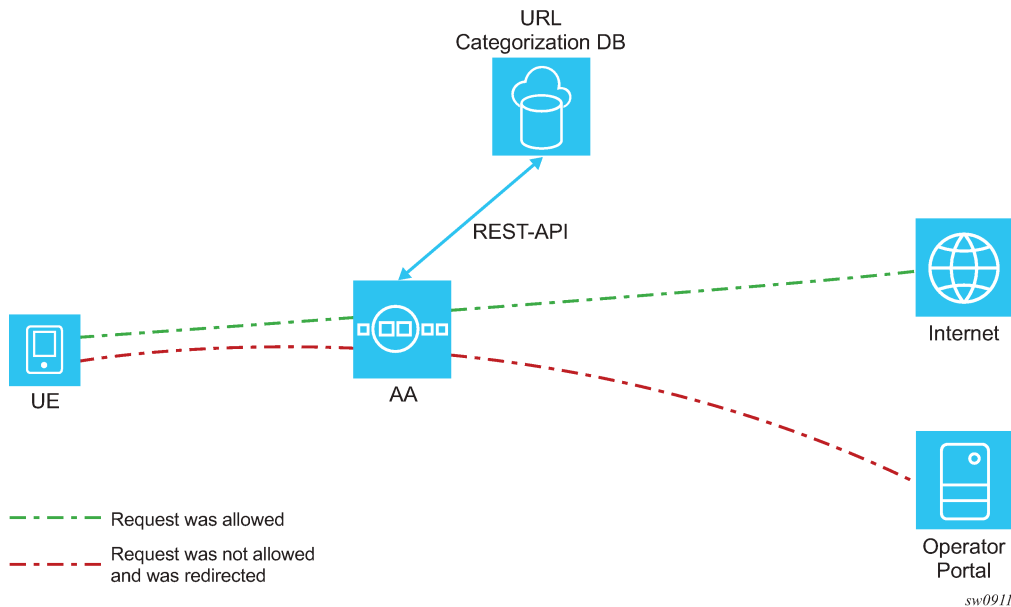 URL
Categorization DB
REST-API
Internet
UE
AA
Request was allowed
Request was not allowed
and was redirected
Operator
Portal
sw0911